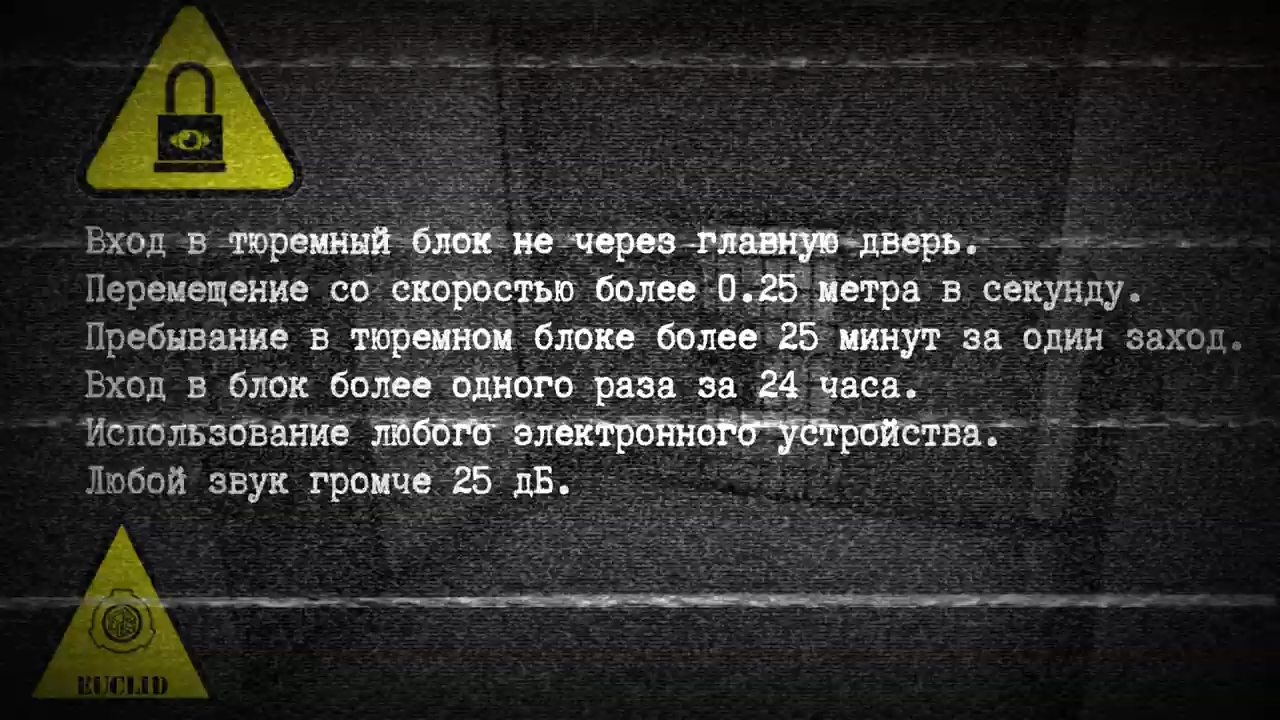 Вход в тюремный блок не через главную дверь.
Перемещение со скоростью более 0.25 метра в секунду.
Пребывание в тюремном блоке более 25 минут за один заход.
Вход в блок более одного раза за 24 часа.
Использование любого электронного устройства.
Любой звук громче 25 дБ.
EUCLID